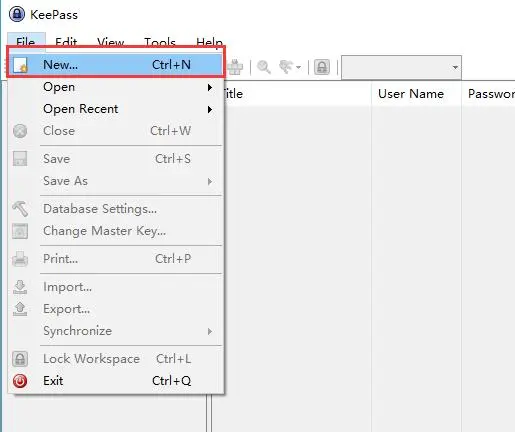 KeePass
File Edit View Tools Help
New... Ctrl+N
Title User Name Passwo
Open
Open Recent
Close Ctrl+W
Save Ctrl+S
Save As
Database Settings...
Change Master Key...
Print... Ctrl+P
Import...
Export...
Synchronize
Lock Workspace Ctrl+L
Exit Ctrl+Q